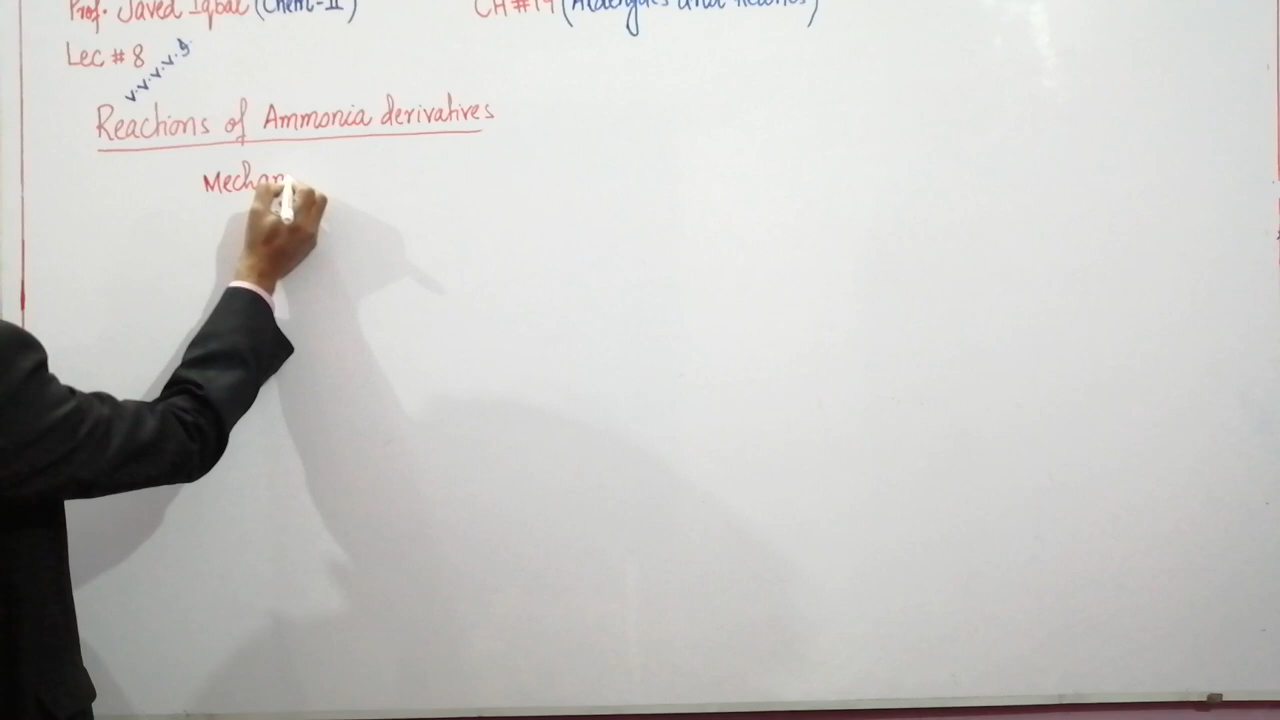 Prof. Javed Iqbal (Chem-II) CH#14 (Aldehydes and Ketones)
Lec # 8
v.v.v.v.g.
Reactions of Ammonia derivatives
Mechan